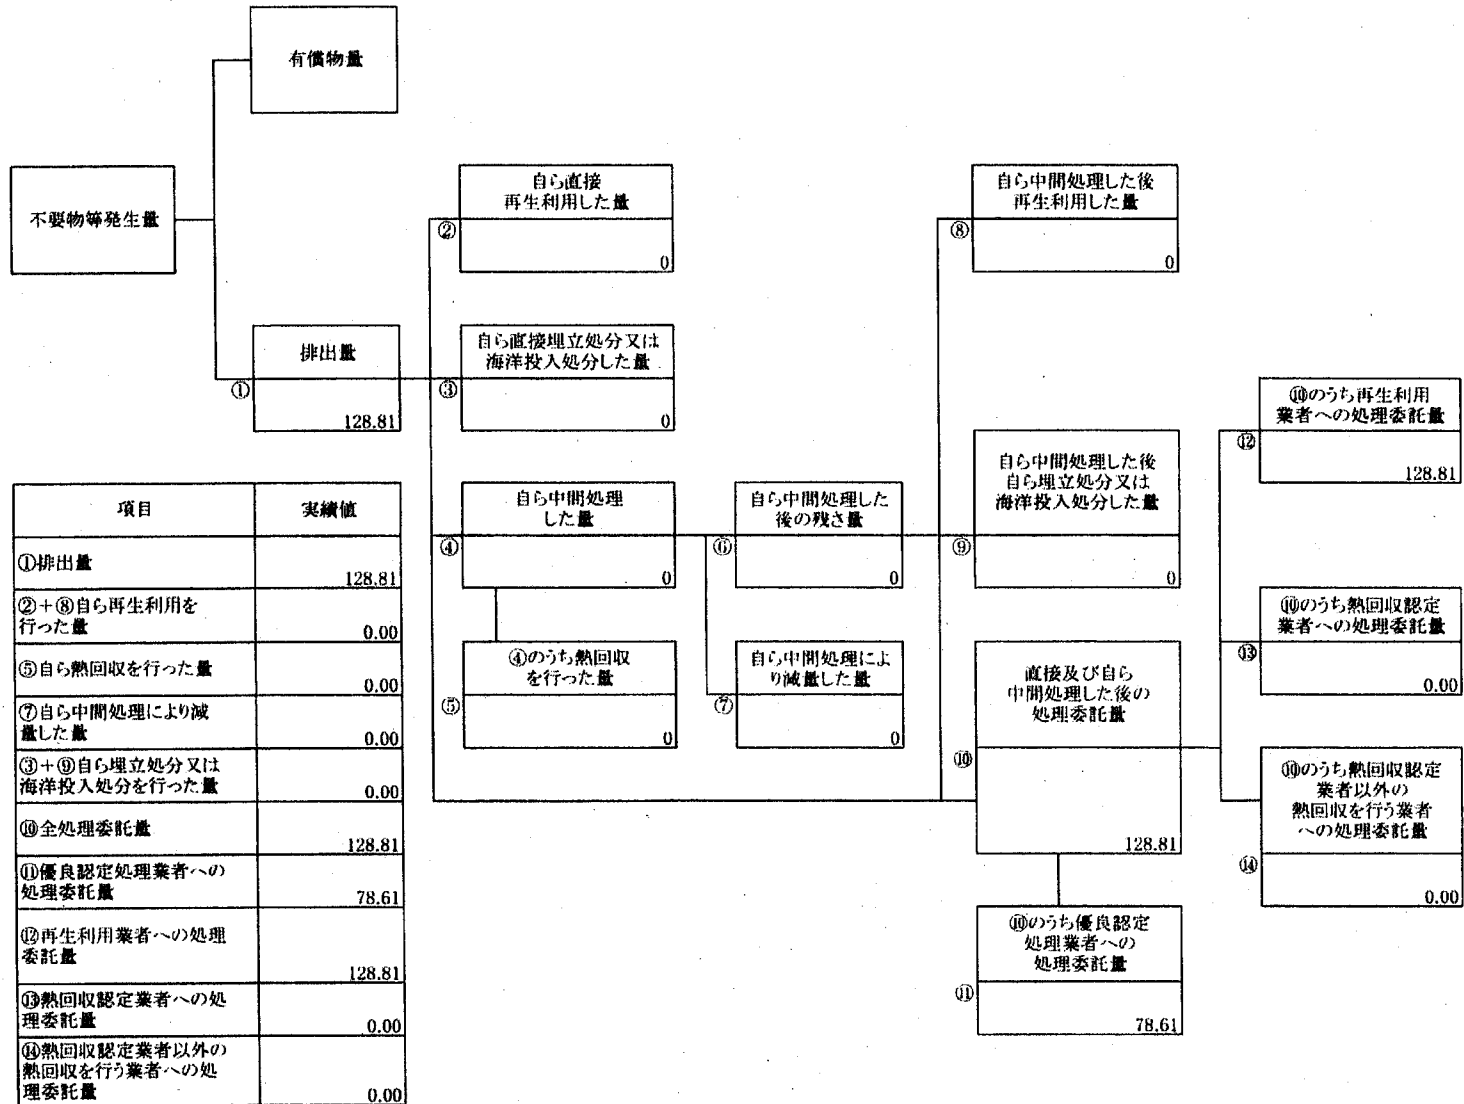 有償物量
不要物等発生量
排出量
①
128.81
自ら直接
再生利用した量
②
0
自ら直接埋立処分又は
海洋投入処分した量
③
0
自ら中間処理
した量
④
0
④のうち熱回収
を行った量
⑤
0
自ら中間処理した
後の残さ量
⑥
0
自ら中間処理によ
り減量した量
⑦
0
自ら中間処理した後
再生利用した量
⑧
0
自ら中間処理した後
自ら埋立処分又は
海洋投入処分した量
⑨
0
直接及び自ら
中間処理した後の
処理委託量
⑩
128.81
⑩のうち優良認定
処理業者への
処理委託量
⑪
78.61
⑩のうち再生利用
業者への処理委託量
⑫
128.81
⑩のうち熱回収認定
業者への処理委託量
⑬
0.00
⑩のうち熱回収認定
業者以外の
熱回収を行う業者
への処理委託量
⑭
0.00
項目 実績値
①排出量
128.81
②+⑧自ら再生利用を
行った量
0.00
⑤自ら熱回収を行った量
0.00
⑦自ら中間処理により減
量した量
0.00
③+⑨自ら埋立処分又は
海洋投入処分を行った量
0.00
⑩全処理委託量
128.81
⑪優良認定処理業者への
処理委託量
78.61
⑫再生利用業者への処理
委託量
128.81
⑬熱回収認定業者への処
理委託量
0.00
⑭熱回収認定業者以外の
熱回収を行う業者への処
理委託量
0.00